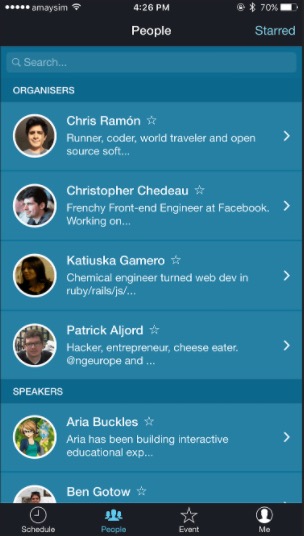 amaysim 4:26 PM 70%
People Starred
Search...
ORGANISERS
Chris Ramón
Runner, coder, world traveler and open
source soft...
Christopher Chedeau
Frenchy Front-end Engineer at Facebook.
Working on...
Katiuska Gamero
Chemical engineer turned web dev in
ruby/rails/js/...
Patrick Aljord
Hacker, entrepreneur, cheese eater.
@ngeurope and ...
SPEAKERS
Aria Buckles
Aria has been building interactive
educational exp...
Ben Gotow
Schedule People Event Me